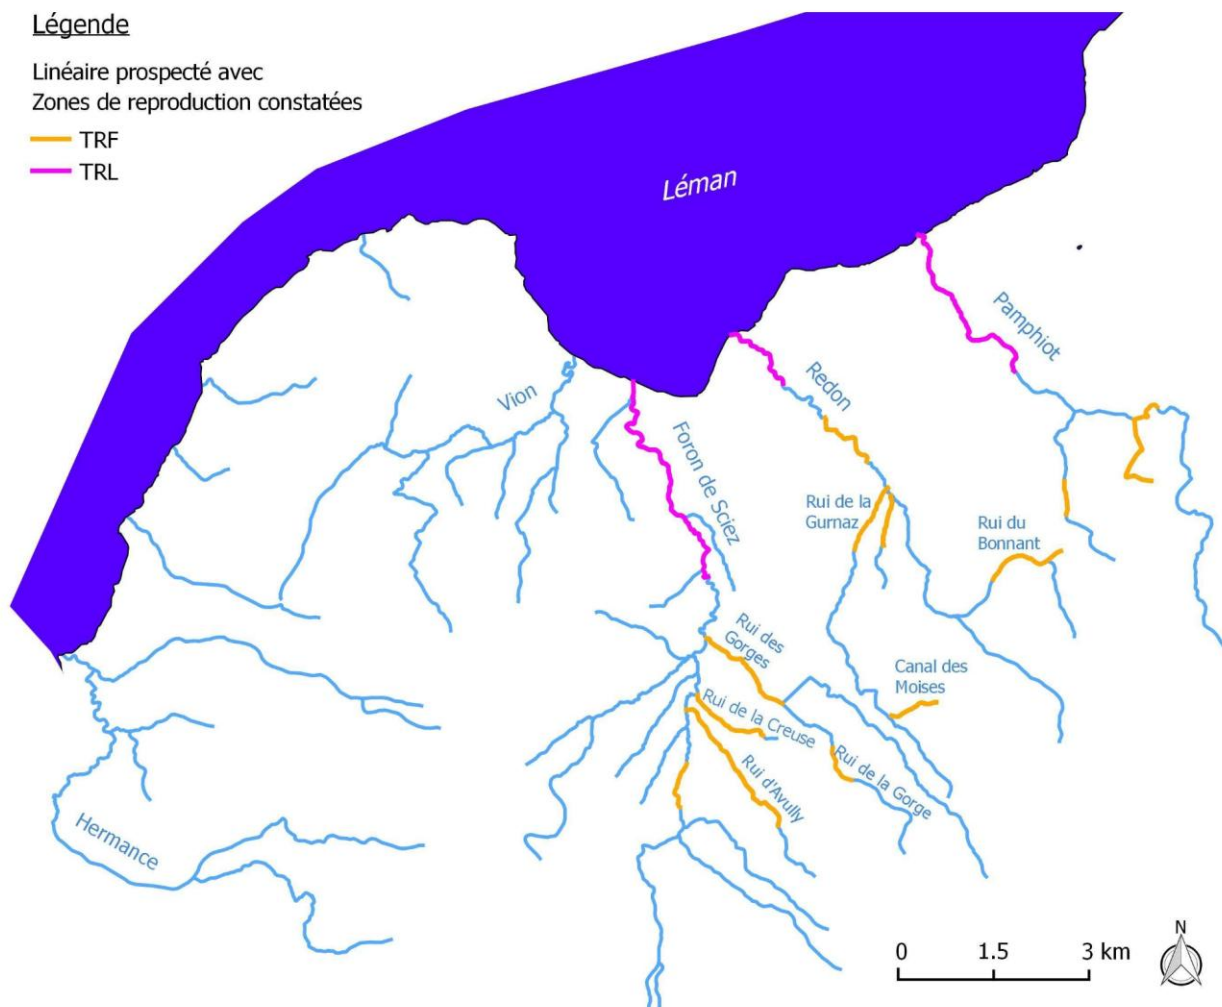 Légende
Linéaire prospecté avec
Zones de reproduction constatées
TRF
TRL
Léman
Pamphiot
Redon
Vion
Foron de Sciez
Rui de la
Gurnaz
Rui du
Bonnant
Rui des
Gorges
Canal des
Moises
Rui de la Creuse
Rui de la Gorge
Rui d'Avully
Hermance
N
0 1.5 3 km